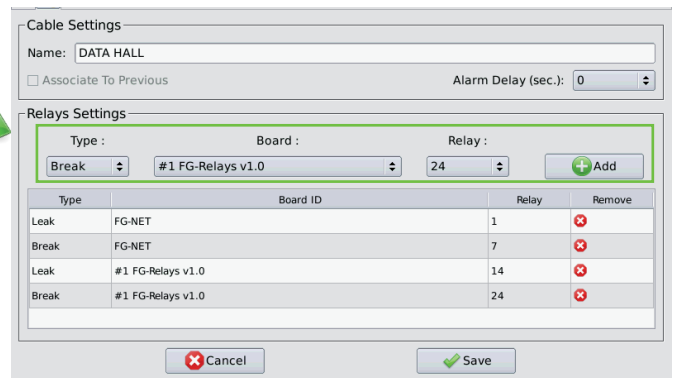 Cable Settings
Name: DATA HALL
Associate To Previous Alarm Delay (sec.): 0
Relays Settings
Type : Board : Relay :
Break #1 FG-Relays v1.0 24 Add
Type Board ID Relay Remove
Leak FG-NET 1
Break FG-NET 7
Leak #1 FG-Relays v1.0 14
Break #1 FG-Relays v1.0 24
Cancel Save